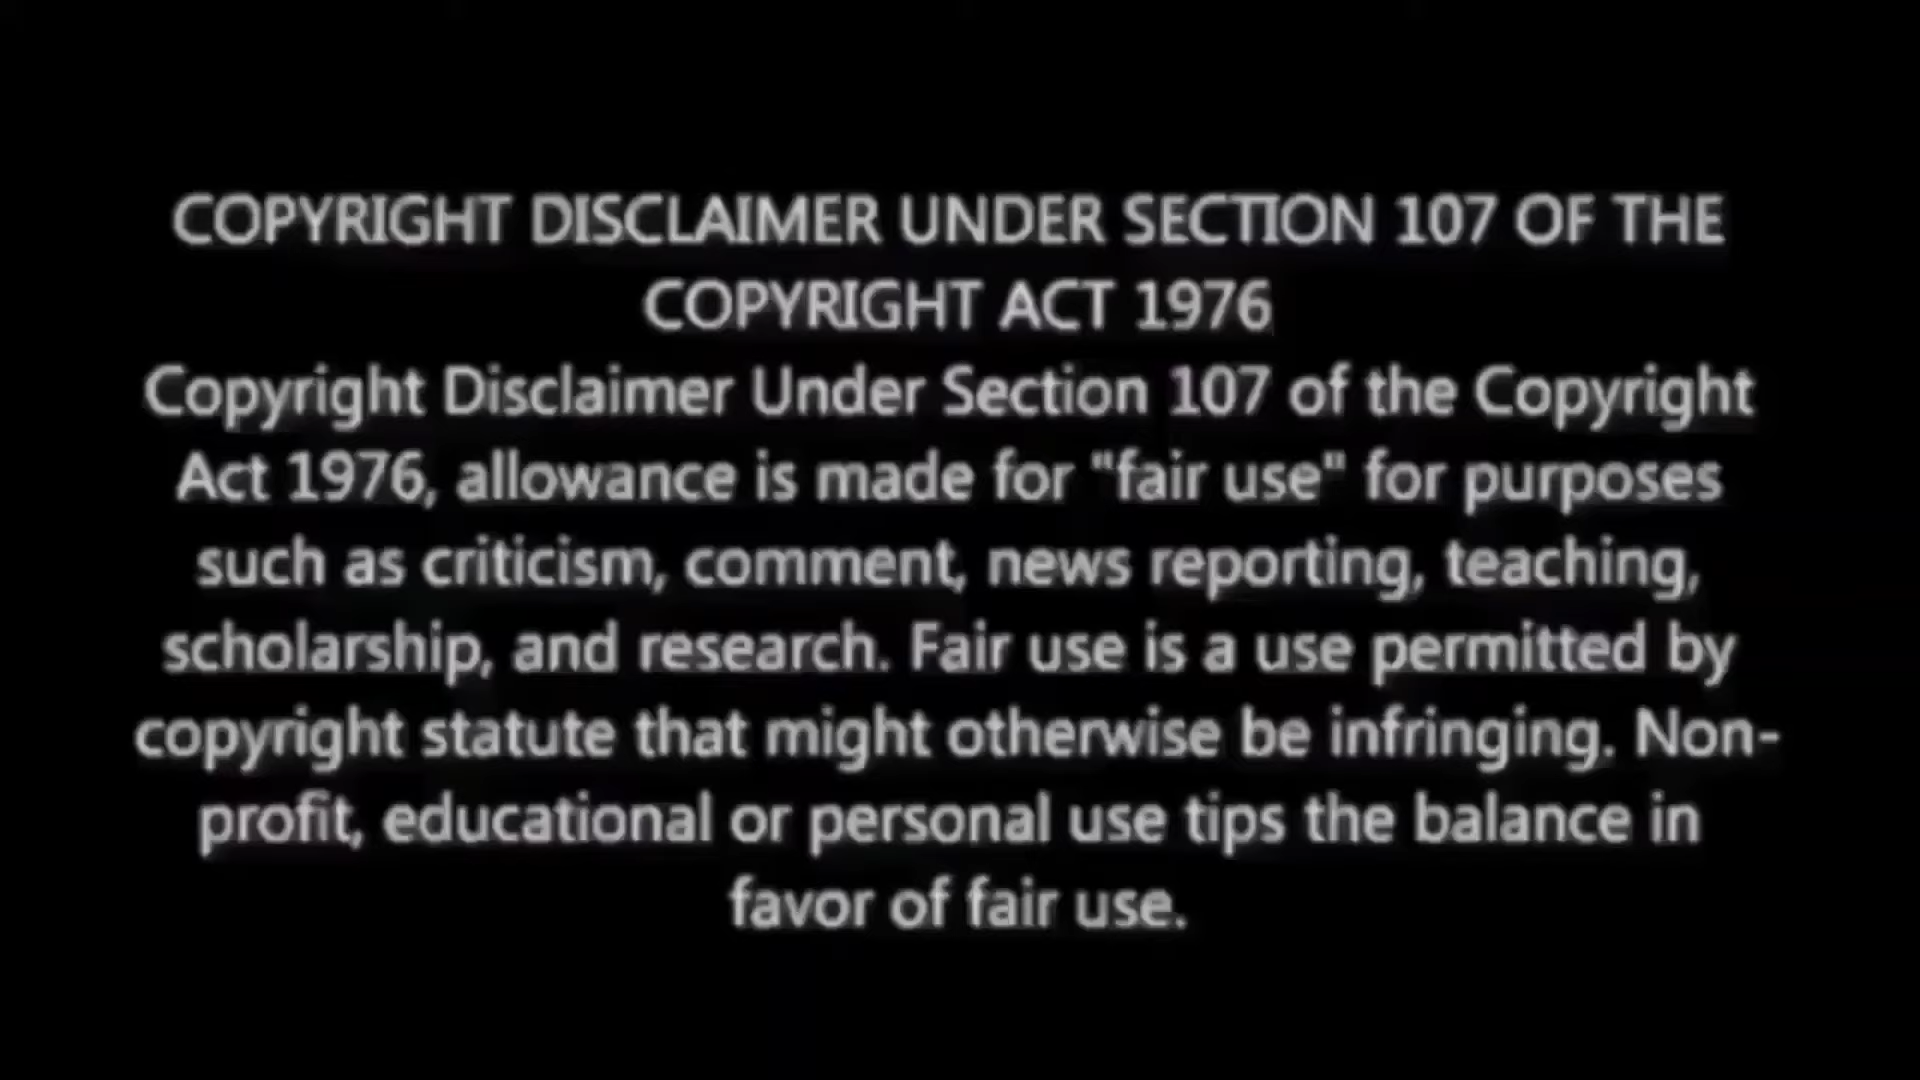 COPYRIGHT DISCLAIMER UNDER SECTION 107 OF THE
COPYRIGHT ACT 1976
Copyright Disclaimer Under Section 107 of the Copyright
Act 1976, allowance is made for "fair use" for purposes
such as criticism, comment, news reporting, teaching,
scholarship, and research. Fair use is a use permitted by
copyright statute that might otherwise be infringing. Non-
profit, educational or personal use tips the balance in
favor of fair use.